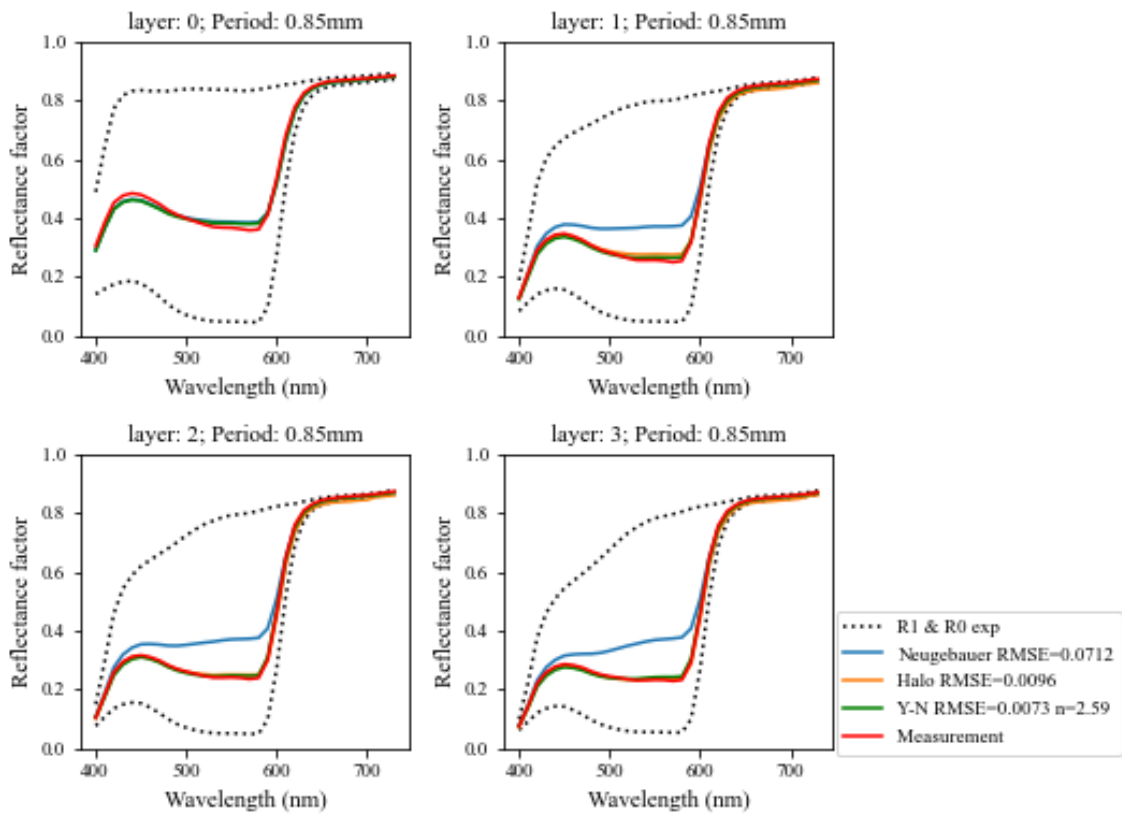 layer: 0; Period: 0.85mm
Reflectance factor
1.0
0.8
0.6
0.4
0.2
0.0
400 500 600 700
Wavelength (nm)
layer: 1; Period: 0.85mm
Reflectance factor
1.0
0.8
0.6
0.4
0.2
0.0
400 500 600 700
Wavelength (nm)
layer: 2; Period: 0.85mm
Reflectance factor
1.0
0.8
0.6
0.4
0.2
0.0
400 500 600 700
Wavelength (nm)
layer: 3; Period: 0.85mm
Reflectance factor
1.0
0.8
0.6
0.4
0.2
0.0
400 500 600 700
Wavelength (nm)
R1 & R0 exp
Neugebauer RMSE=0.0712
Halo RMSE=0.0096
Y-N RMSE=0.0073 n=2.59
Measurement